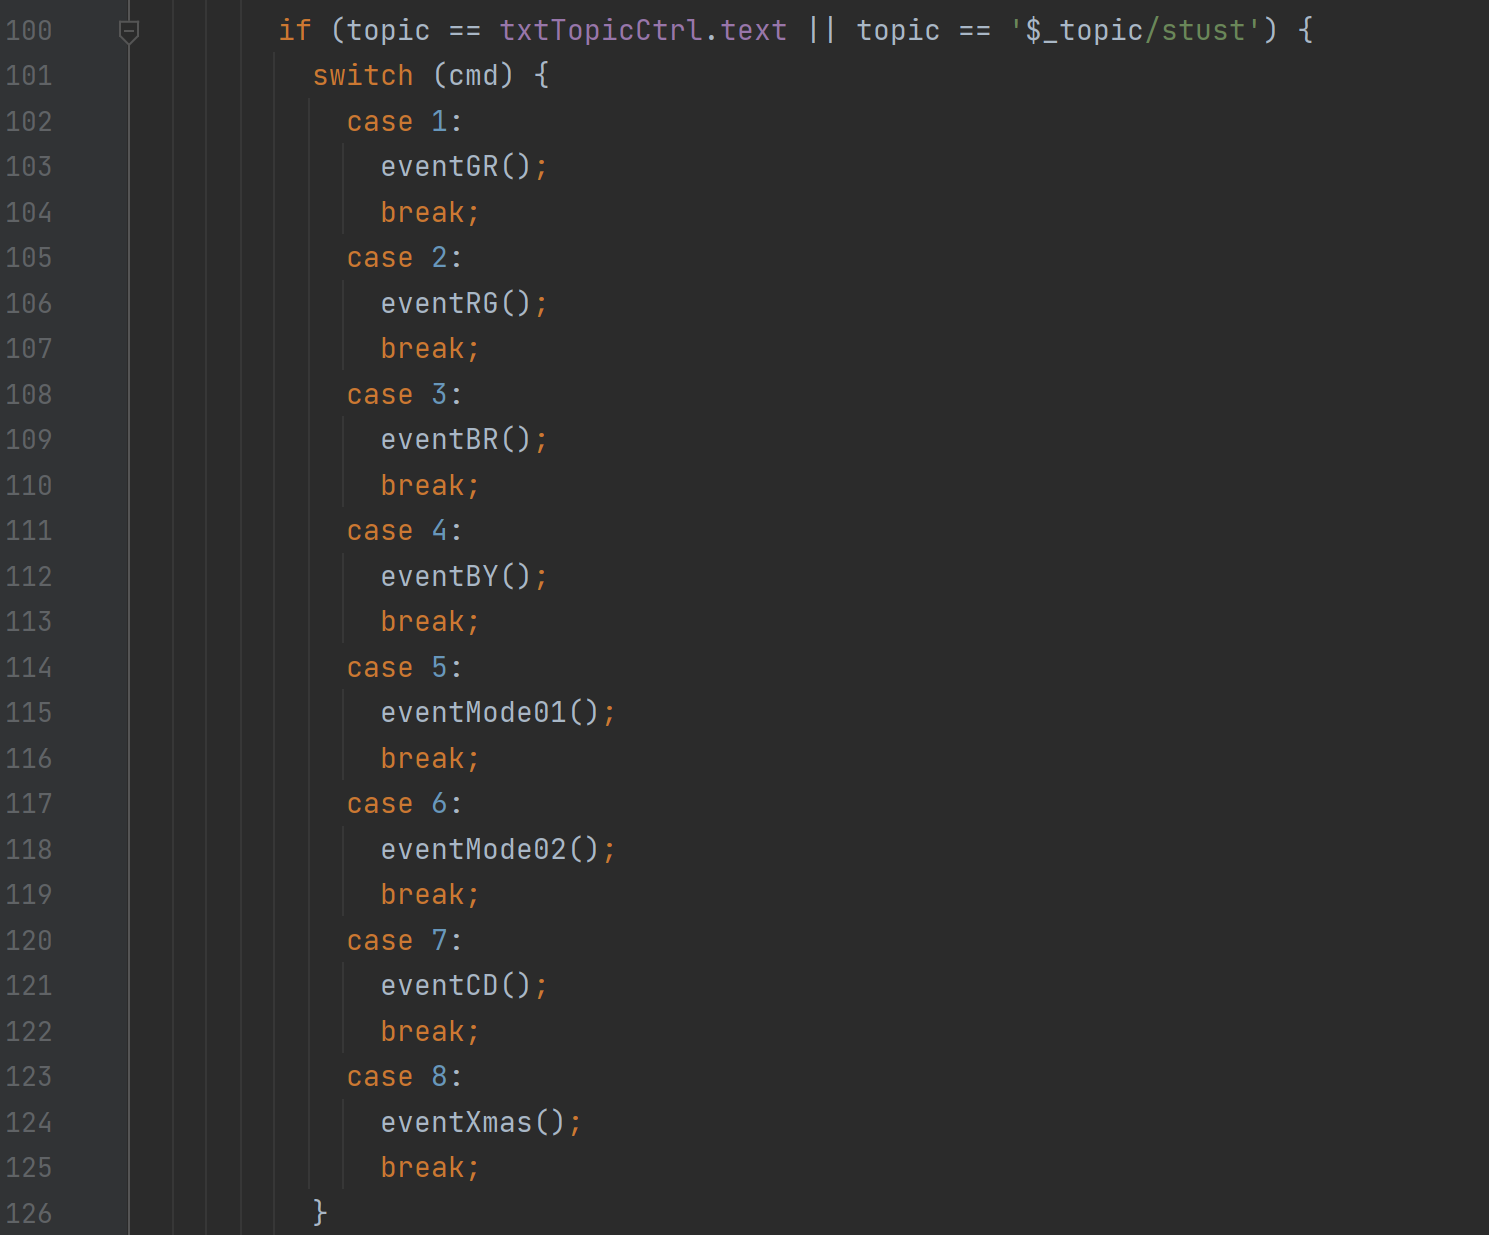 100 if (topic == txtTopicCtrl.text || topic == '$_topic/stust') {
101 switch (cmd) {
102 case 1:
103 eventGR();
104 break;
105 case 2:
106 eventRG();
107 break;
108 case 3:
109 eventBR();
110 break;
111 case 4:
112 eventBY();
113 break;
114 case 5:
115 eventMode01();
116 break;
117 case 6:
118 eventMode02();
119 break;
120 case 7:
121 eventCD();
122 break;
123 case 8:
124 eventXmas();
125 break;
126 }